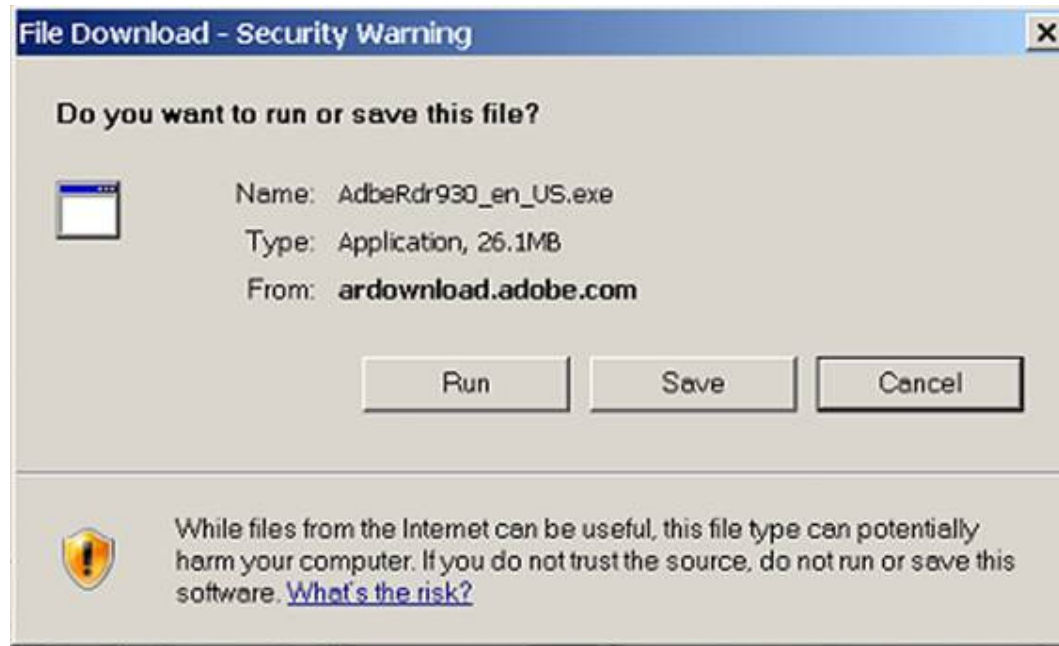 File Download - Security Warning
Do you want to run or save this file?
Name: AdbeRdr930_en_US.exe
Type: Application, 26.1MB
From: ardownload.adobe.com
Run Save Cancel
While files from the Internet can be useful, this file type can potentially
harm your computer. If you do not trust the source, do not run or save this
software. What's the risk?